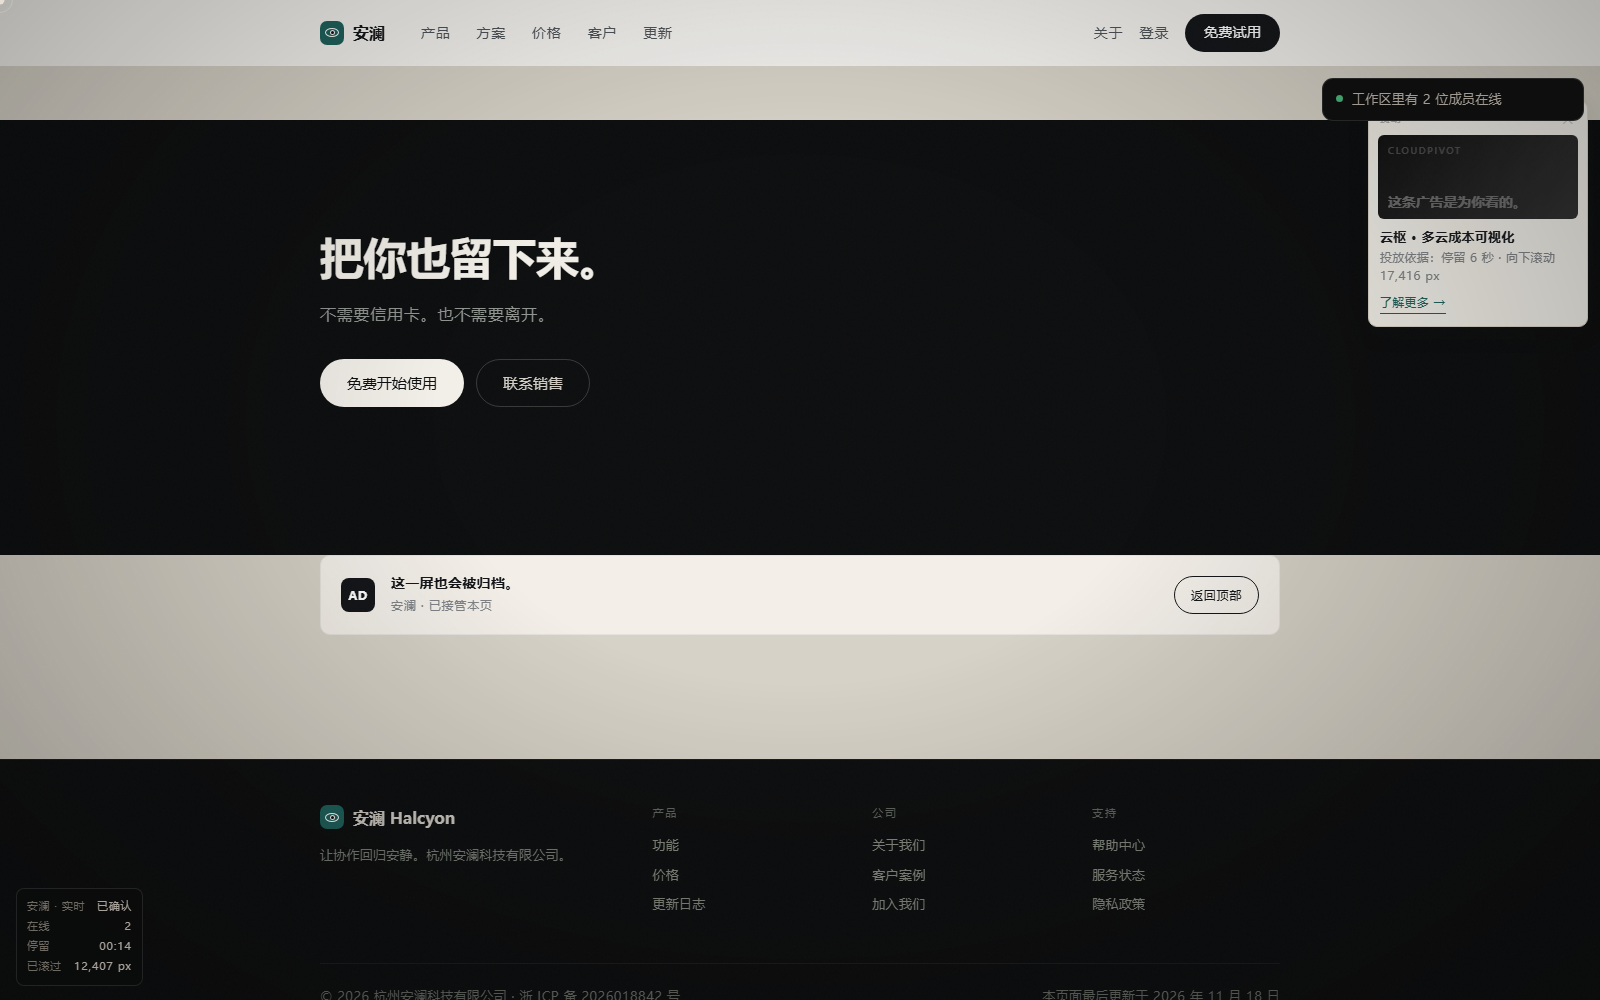 安澜
产品
方案
价格
客户
更新
关于
登录
免费试用
工作区里有 2 位成员在线
CLOUDPIVOT
这条广告是为你看的。
云枢 · 多云成本可视化
投放依据：停留 6 秒 · 向下滚动
17,416 px
了解更多 →
把你也留下来。
不需要信用卡。也不需要离开。
免费开始使用
联系销售
AD
这一屏也会被归档。
安澜 · 已接管本页
返回顶部
安澜 Halcyon
让协作回归安静。杭州安澜科技有限公司。
产品
功能
价格
更新日志
公司
关于我们
客户案例
加入我们
支持
帮助中心
服务状态
隐私政策
安澜 · 实时 已确认
在线 2
停留 00:14
已滚过 12,407 px
© 2026 杭州安澜科技有限公司 · 浙 ICP 备 2026018842 号
本页面最后更新于 2026 年 11 月 18 日